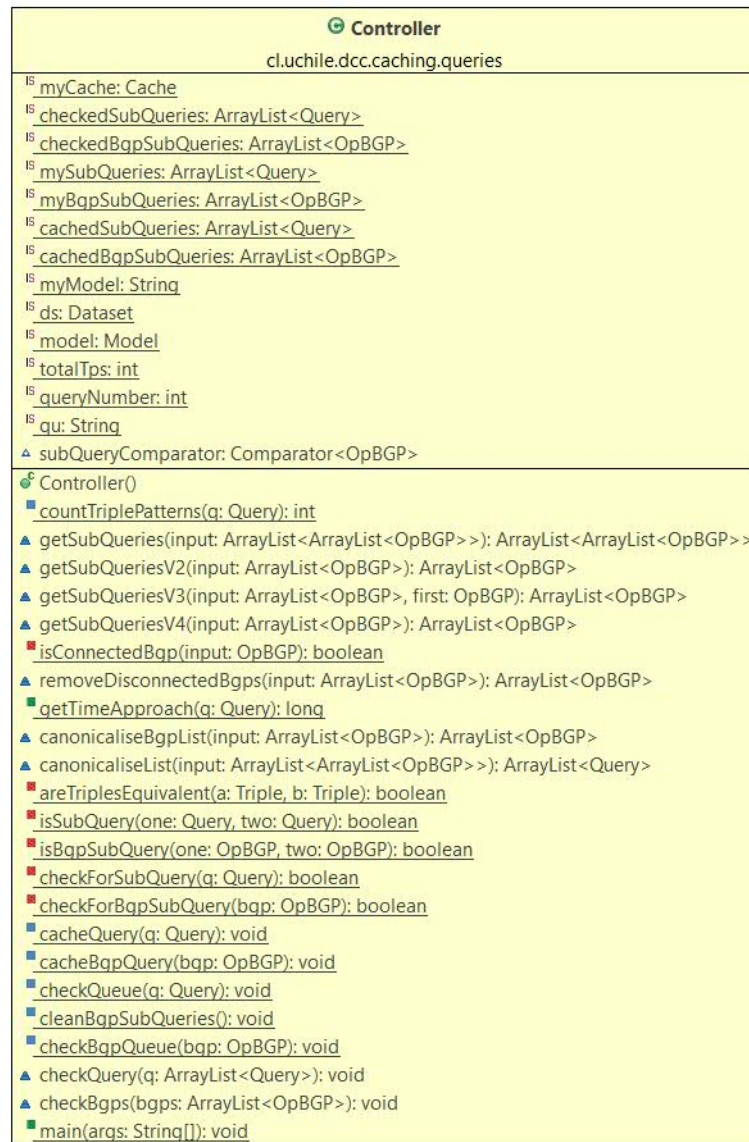 Controller
cl.uchile.dcc.caching.queries
myCache: Cache
checkedSubQueries: ArrayList<Query>
checkedBgpSubQueries: ArrayList<OpBGP>
mySubQueries: ArrayList<Query>
myBgpSubQueries: ArrayList<OpBGP>
cachedSubQueries: ArrayList<Query>
cachedBgpSubQueries: ArrayList<OpBGP>
myModel: String
ds: Dataset
model: Model
totalTps: int
queryNumber: int
qu: String
subQueryComparator: Comparator<OpBGP>
Controller()
countTriplePatterns(q: Query): int
getSubQueries(input: ArrayList<ArrayList<OpBGP>>): ArrayList<ArrayList<OpBGP>>
getSubQueriesV2(input: ArrayList<OpBGP>): ArrayList<OpBGP>
getSubQueriesV3(input: ArrayList<OpBGP>, first: OpBGP): ArrayList<OpBGP>
getSubQueriesV4(input: ArrayList<OpBGP>): ArrayList<OpBGP>
isConnectedBgp(input: OpBGP): boolean
removeDisconnectedBgps(input: ArrayList<OpBGP>): ArrayList<OpBGP>
getTimeApproach(q: Query): long
canonicaliseBgpList(input: ArrayList<OpBGP>): ArrayList<OpBGP>
canonicaliseList(input: ArrayList<ArrayList<OpBGP>>): ArrayList<Query>
areTriplesEquivalent(a: Triple, b: Triple): boolean
isSubQuery(one: Query, two: Query): boolean
isBgpSubQuery(one: OpBGP, two: OpBGP): boolean
checkForSubQuery(q: Query): boolean
checkForBgpSubQuery(bgp: OpBGP): boolean
cacheQuery(q: Query): void
cacheBgpQuery(bgp: OpBGP): void
checkQueue(q: Query): void
cleanBgpSubQueries(): void
checkBgpQueue(bgp: OpBGP): void
checkQuery(q: ArrayList<Query>): void
checkBgps(bgps: ArrayList<OpBGP>): void
main(args: String[]): void